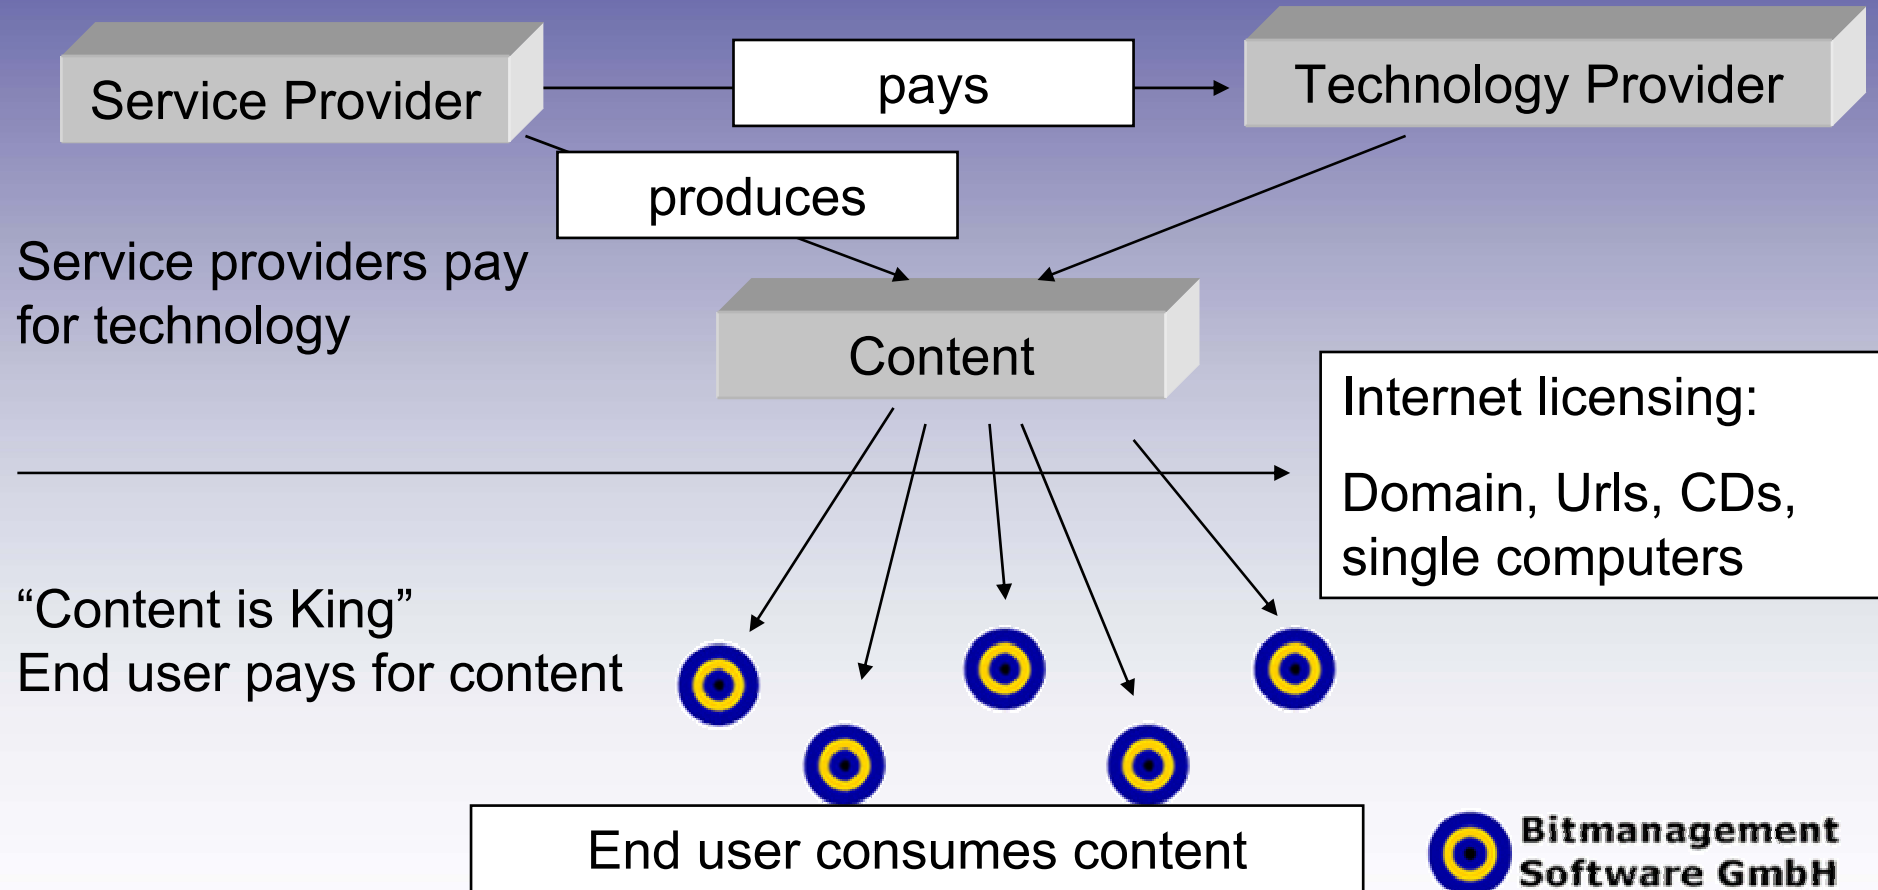 Service Provider
pays
Technology Provider
produces
Service providers pay
for technology
Content
Internet licensing:
Domain, Urls, CDs,
single computers
“Content is King”
End user pays for content
End user consumes content
Bitmanagement
Software GmbH